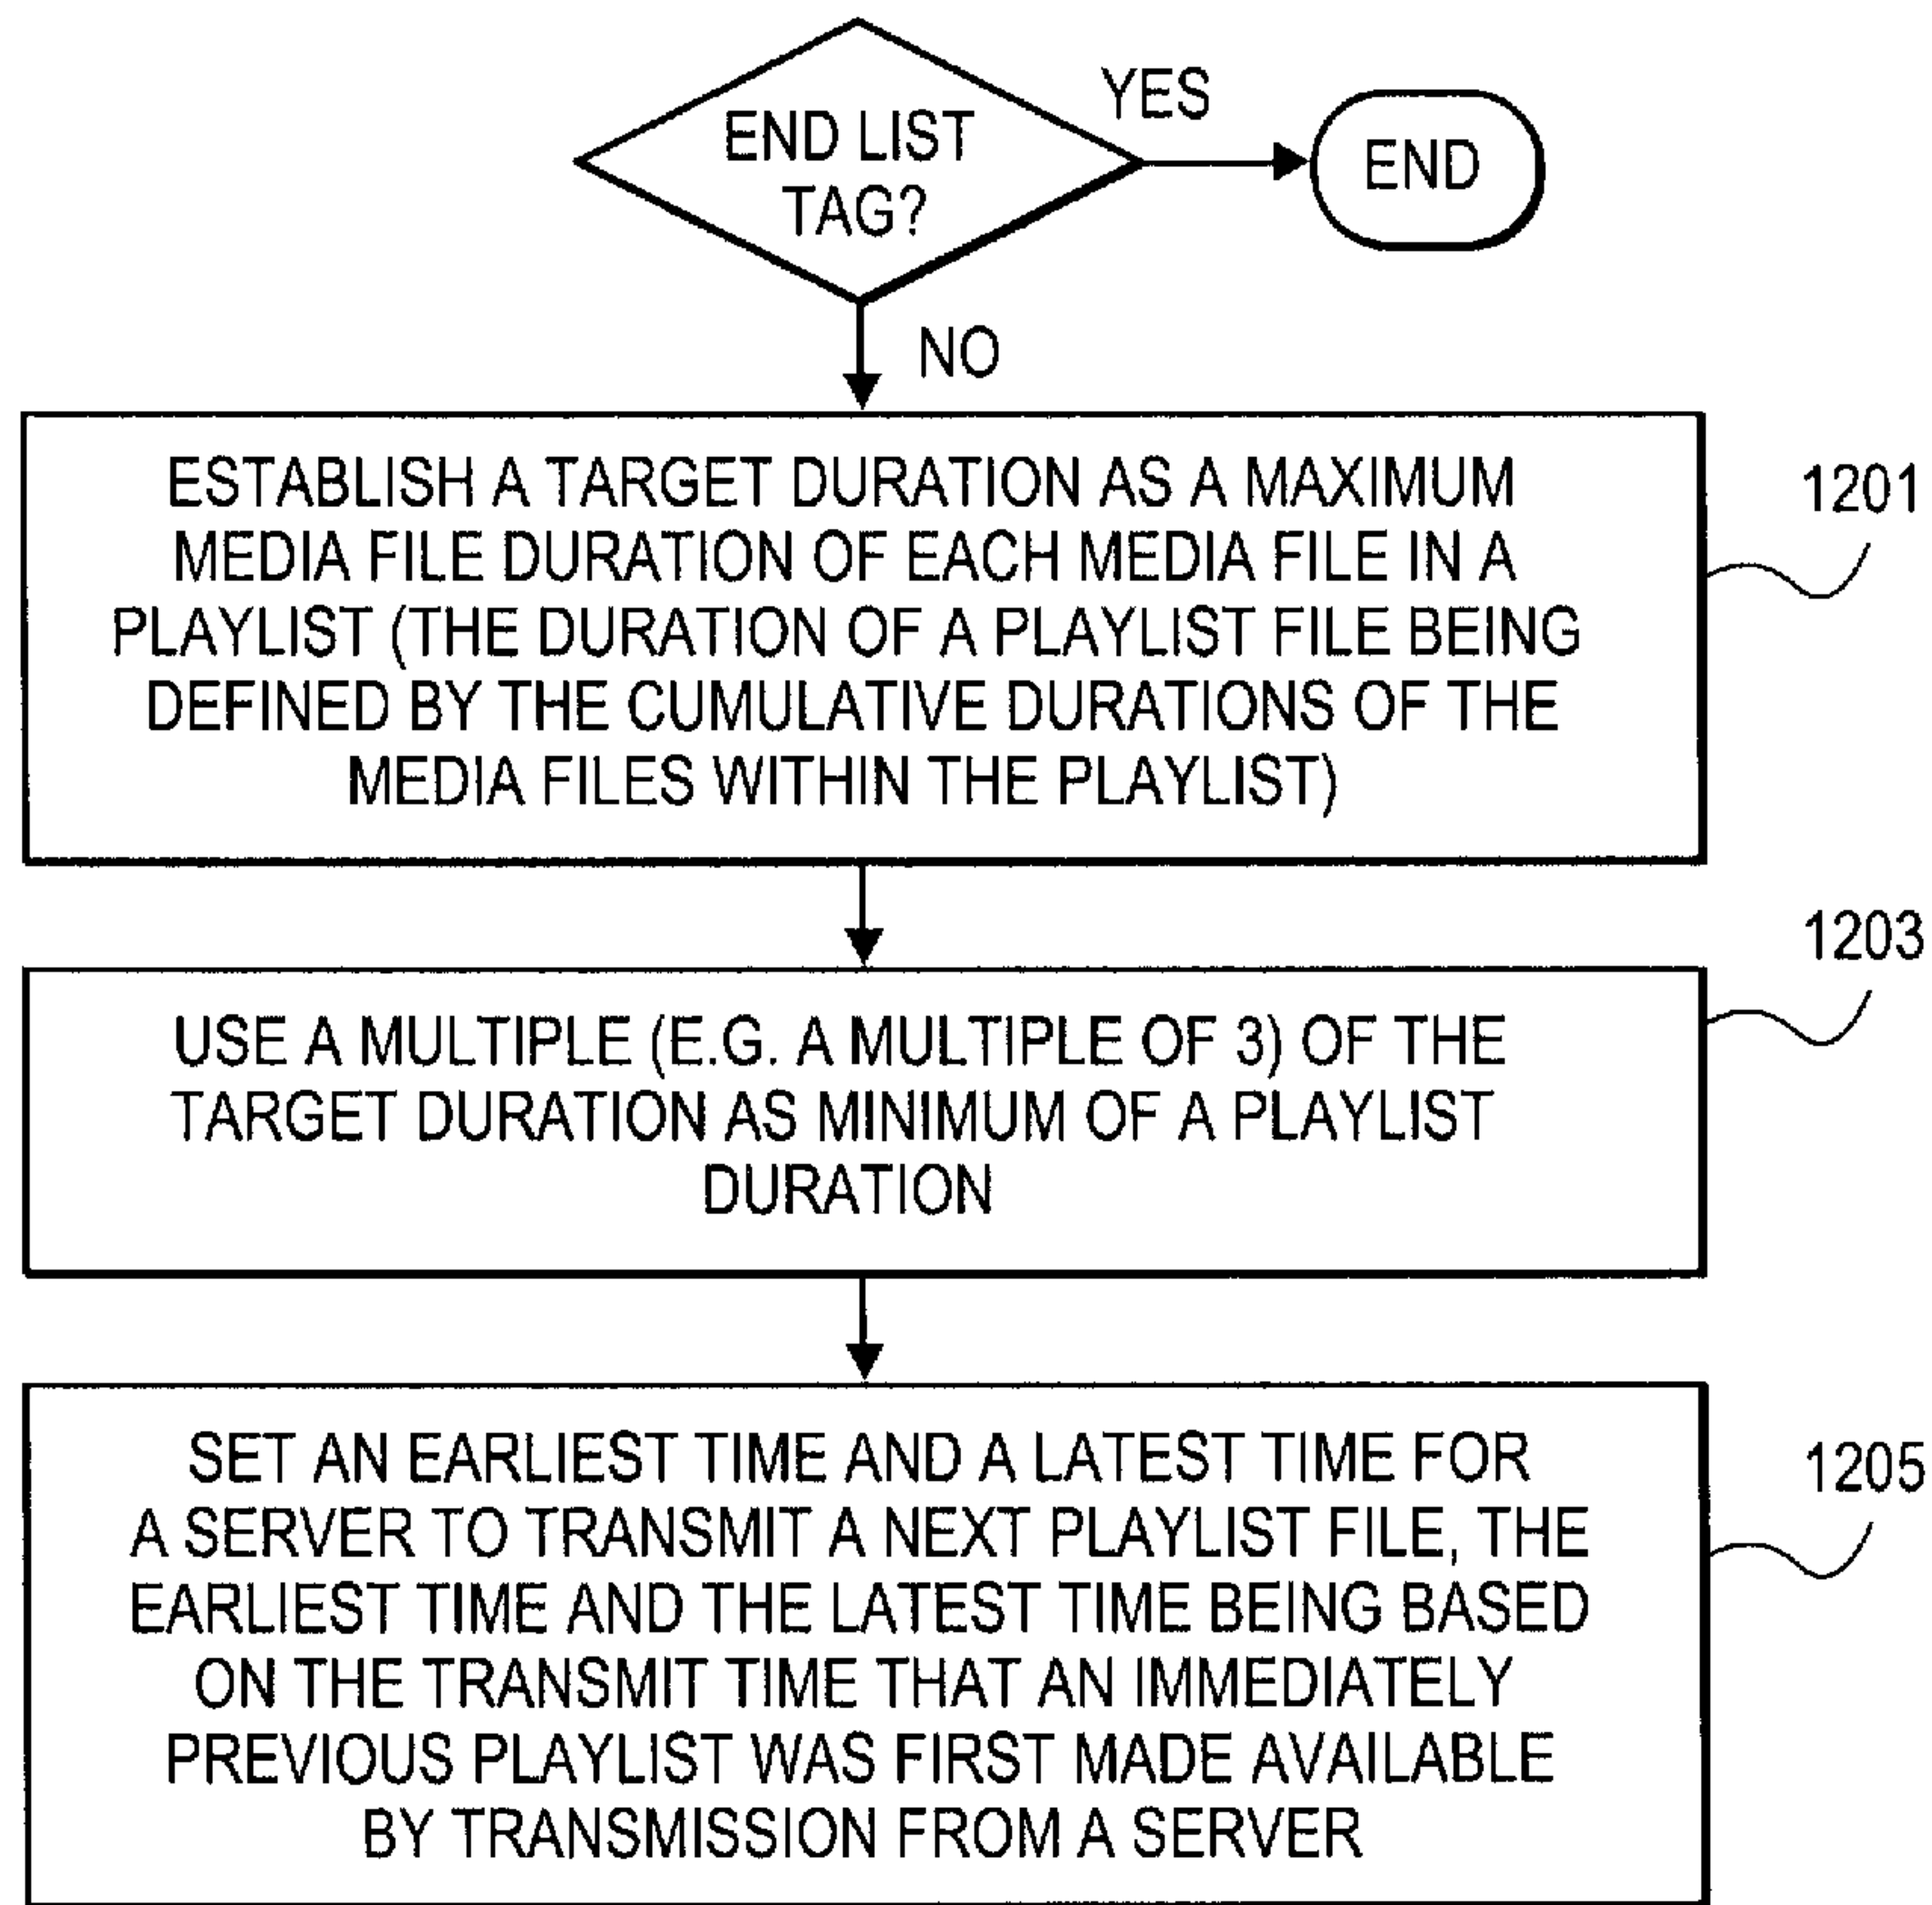 END LIST
TAG?
YES
END
NO
ESTABLISH A TARGET DURATION AS A MAXIMUM
MEDIA FILE DURATION OF EACH MEDIA FILE IN A
PLAYLIST (THE DURATION OF A PLAYLIST FILE BEING
DEFINED BY THE CUMULATIVE DURATIONS OF THE
MEDIA FILES WITHIN THE PLAYLIST)
1201
USE A MULTIPLE (E.G. A MULTIPLE OF 3) OF THE
TARGET DURATION AS MINIMUM OF A PLAYLIST
DURATION
1203
SET AN EARLIEST TIME AND A LATEST TIME FOR
A SERVER TO TRANSMIT A NEXT PLAYLIST FILE, THE
EARLIEST TIME AND THE LATEST TIME BEING BASED
ON THE TRANSMIT TIME THAT AN IMMEDIATELY
PREVIOUS PLAYLIST WAS FIRST MADE AVAILABLE
BY TRANSMISSION FROM A SERVER
1205